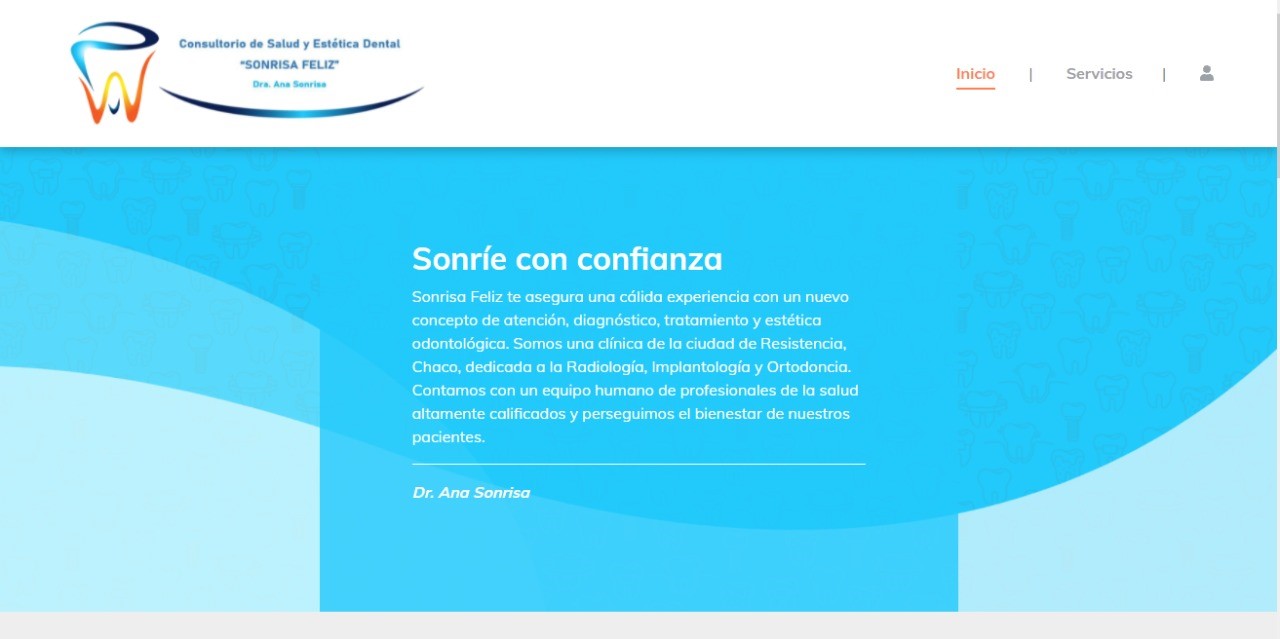 Consultorio de Salud y Estética Dental
"SONRISA FELIZ"
Dra. Ana Sonrisa
Inicio | Servicios |
Sonríe con confianza
Sonrisa Feliz te asegura una cálida experiencia con un nuevo
concepto de atención, diagnóstico, tratamiento y estética
odontológica. Somos una clínica de la ciudad de Resistencia,
Chaco, dedicada a la Radiología, Implantología y Ortodoncia.
Contamos con un equipo humano de profesionales de la salud
altamente calificados y perseguimos el bienestar de nuestros
pacientes.
Dr. Ana Sonrisa